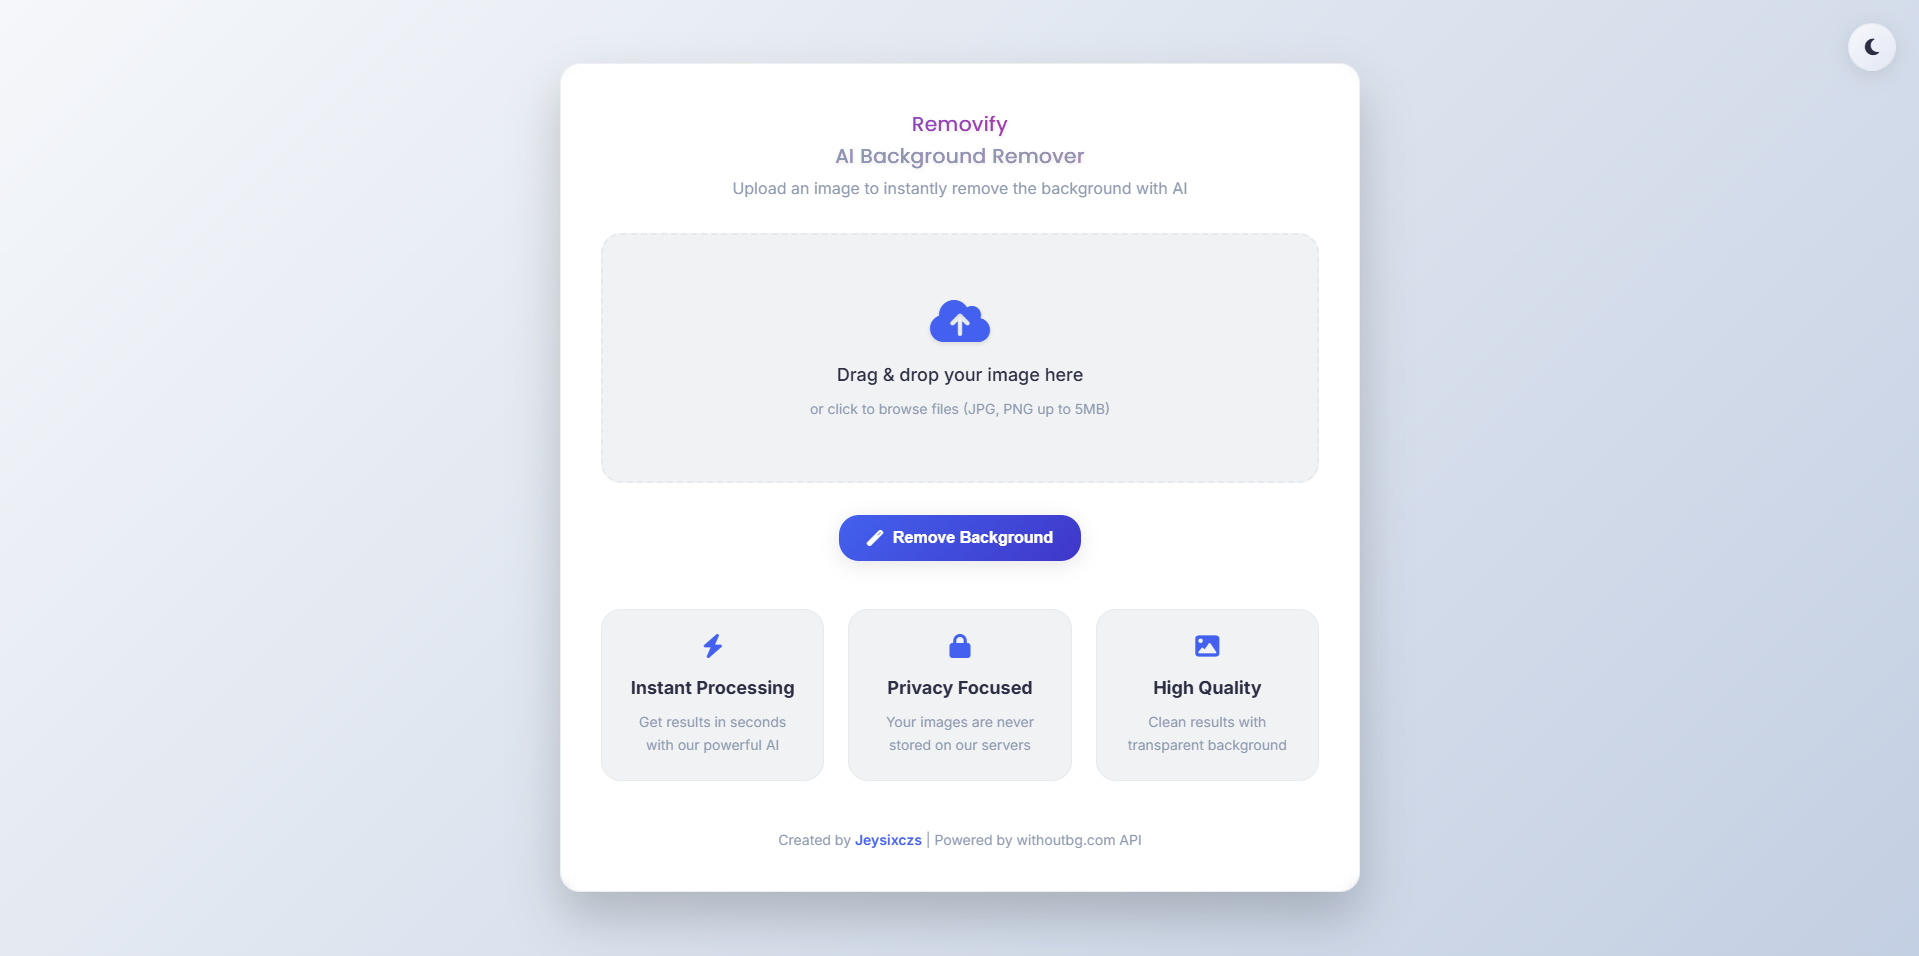 Removify
AI Background Remover
Upload an image to instantly remove the background with AI
Drag & drop your image here
or click to browse files (JPG, PNG up to 5MB)
Remove Background
Instant Processing
Get results in seconds
with our powerful AI
Privacy Focused
Your images are never
stored on our servers
High Quality
Clean results with
transparent background
Created by Jeysixczs | Powered by withoutbg.com API